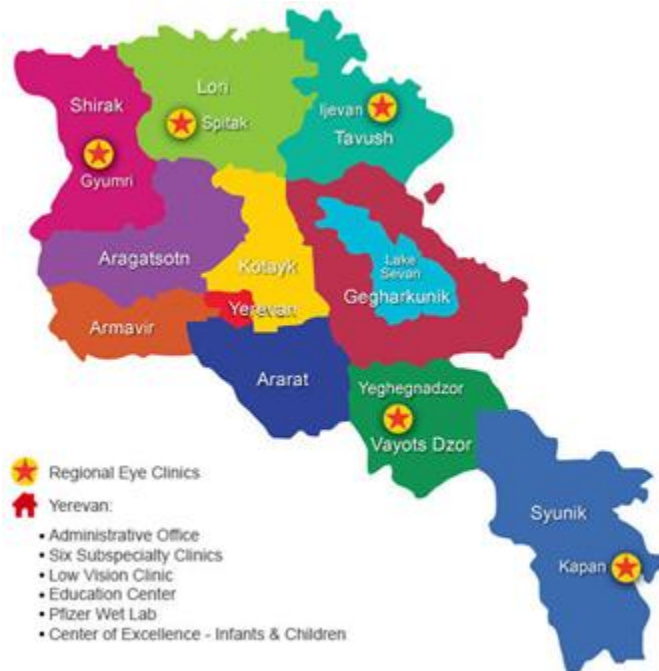 Lori
Shirak
Spitak
Ijevan
Tavush
Gyumri
Aragatsotn
Kotayk
Lake
Sevan
Gegharkunik
Yerevan
Armavir
Ararat
Yeghegnadzor
Vayots Dzor
Regional Eye Clinics
Yerevan:
• Administrative Office
• Six Subspecialty Clinics
• Low Vision Clinic
• Education Center
• Pfizer Wet Lab
• Center of Excellence - Infants & Children
Syunik
Kapan